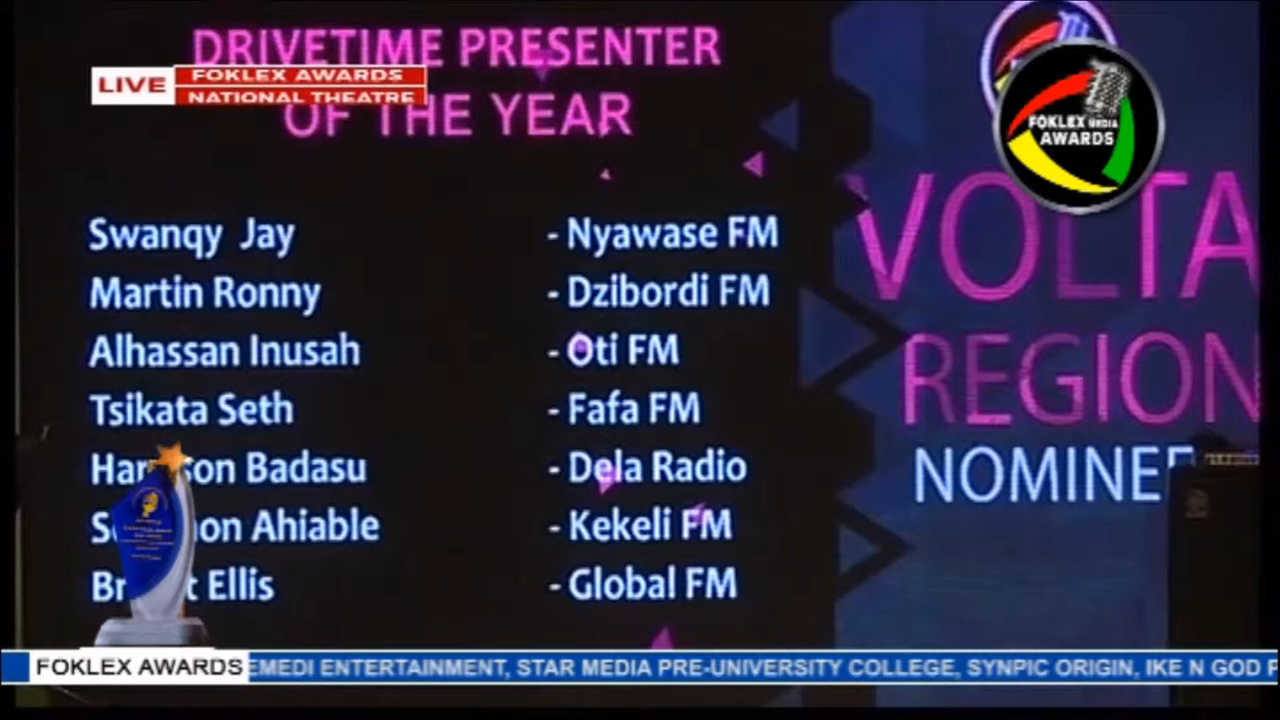 DRIVETIME PRESENTER
LIVE
FOKLEX AWARDS
NATIONAL THEATRE
OF THE YEAR
FOKLEX MEDIA
AWARDS
VOLTA
REGION
NOMINEE
Swanqy Jay - Nyawase FM
Martin Ronny - Dzibordi FM
Alhassan Inusah - Oti FM
Tsikata Seth - Fafa FM
Badasu - Dela Radio
Ahiable - Kekeli FM
Ellis - Global FM
FOKLEX AWARDS EMEDI ENTERTAINMENT, STAR MEDIA PRE-UNIVERSITY COLLEGE, SYNPIC ORIGIN, IKE N GOD